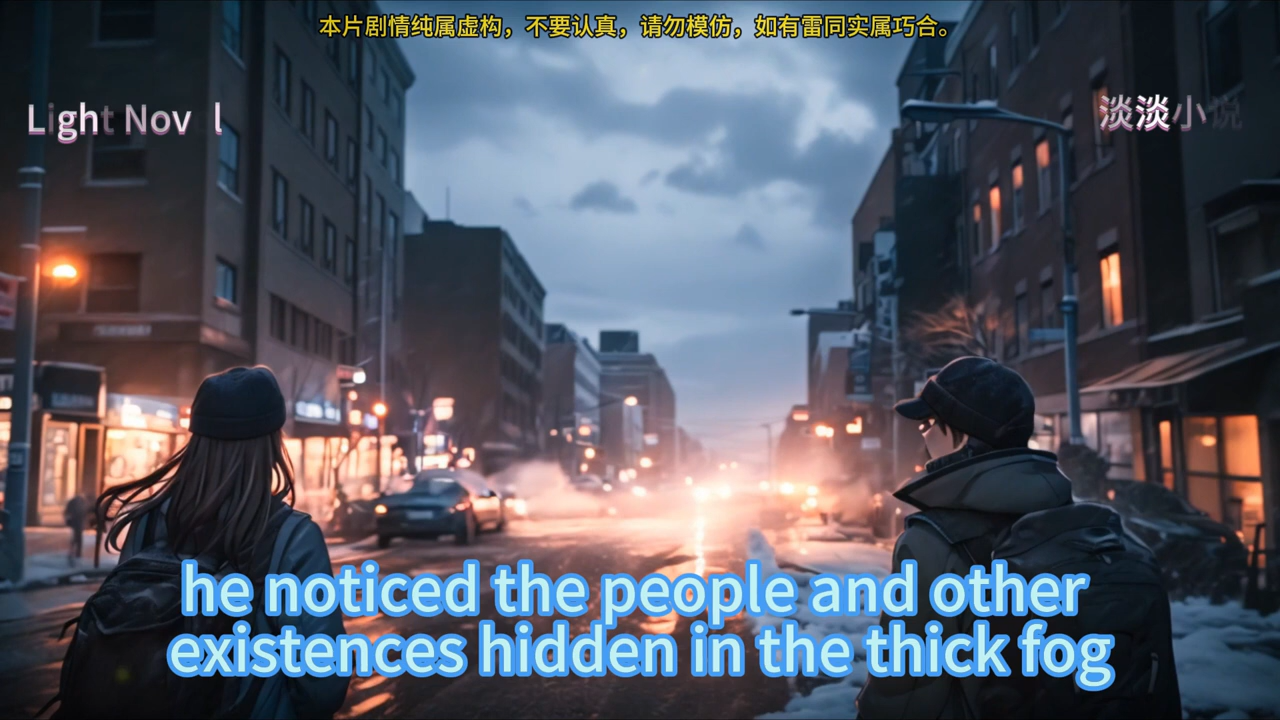 本片剧情纯属虚构，不要认真，请勿模仿，如有雷同实属巧合。
Light Nov l
淡淡小说
he noticed the people and other
existences hidden in the thick fog